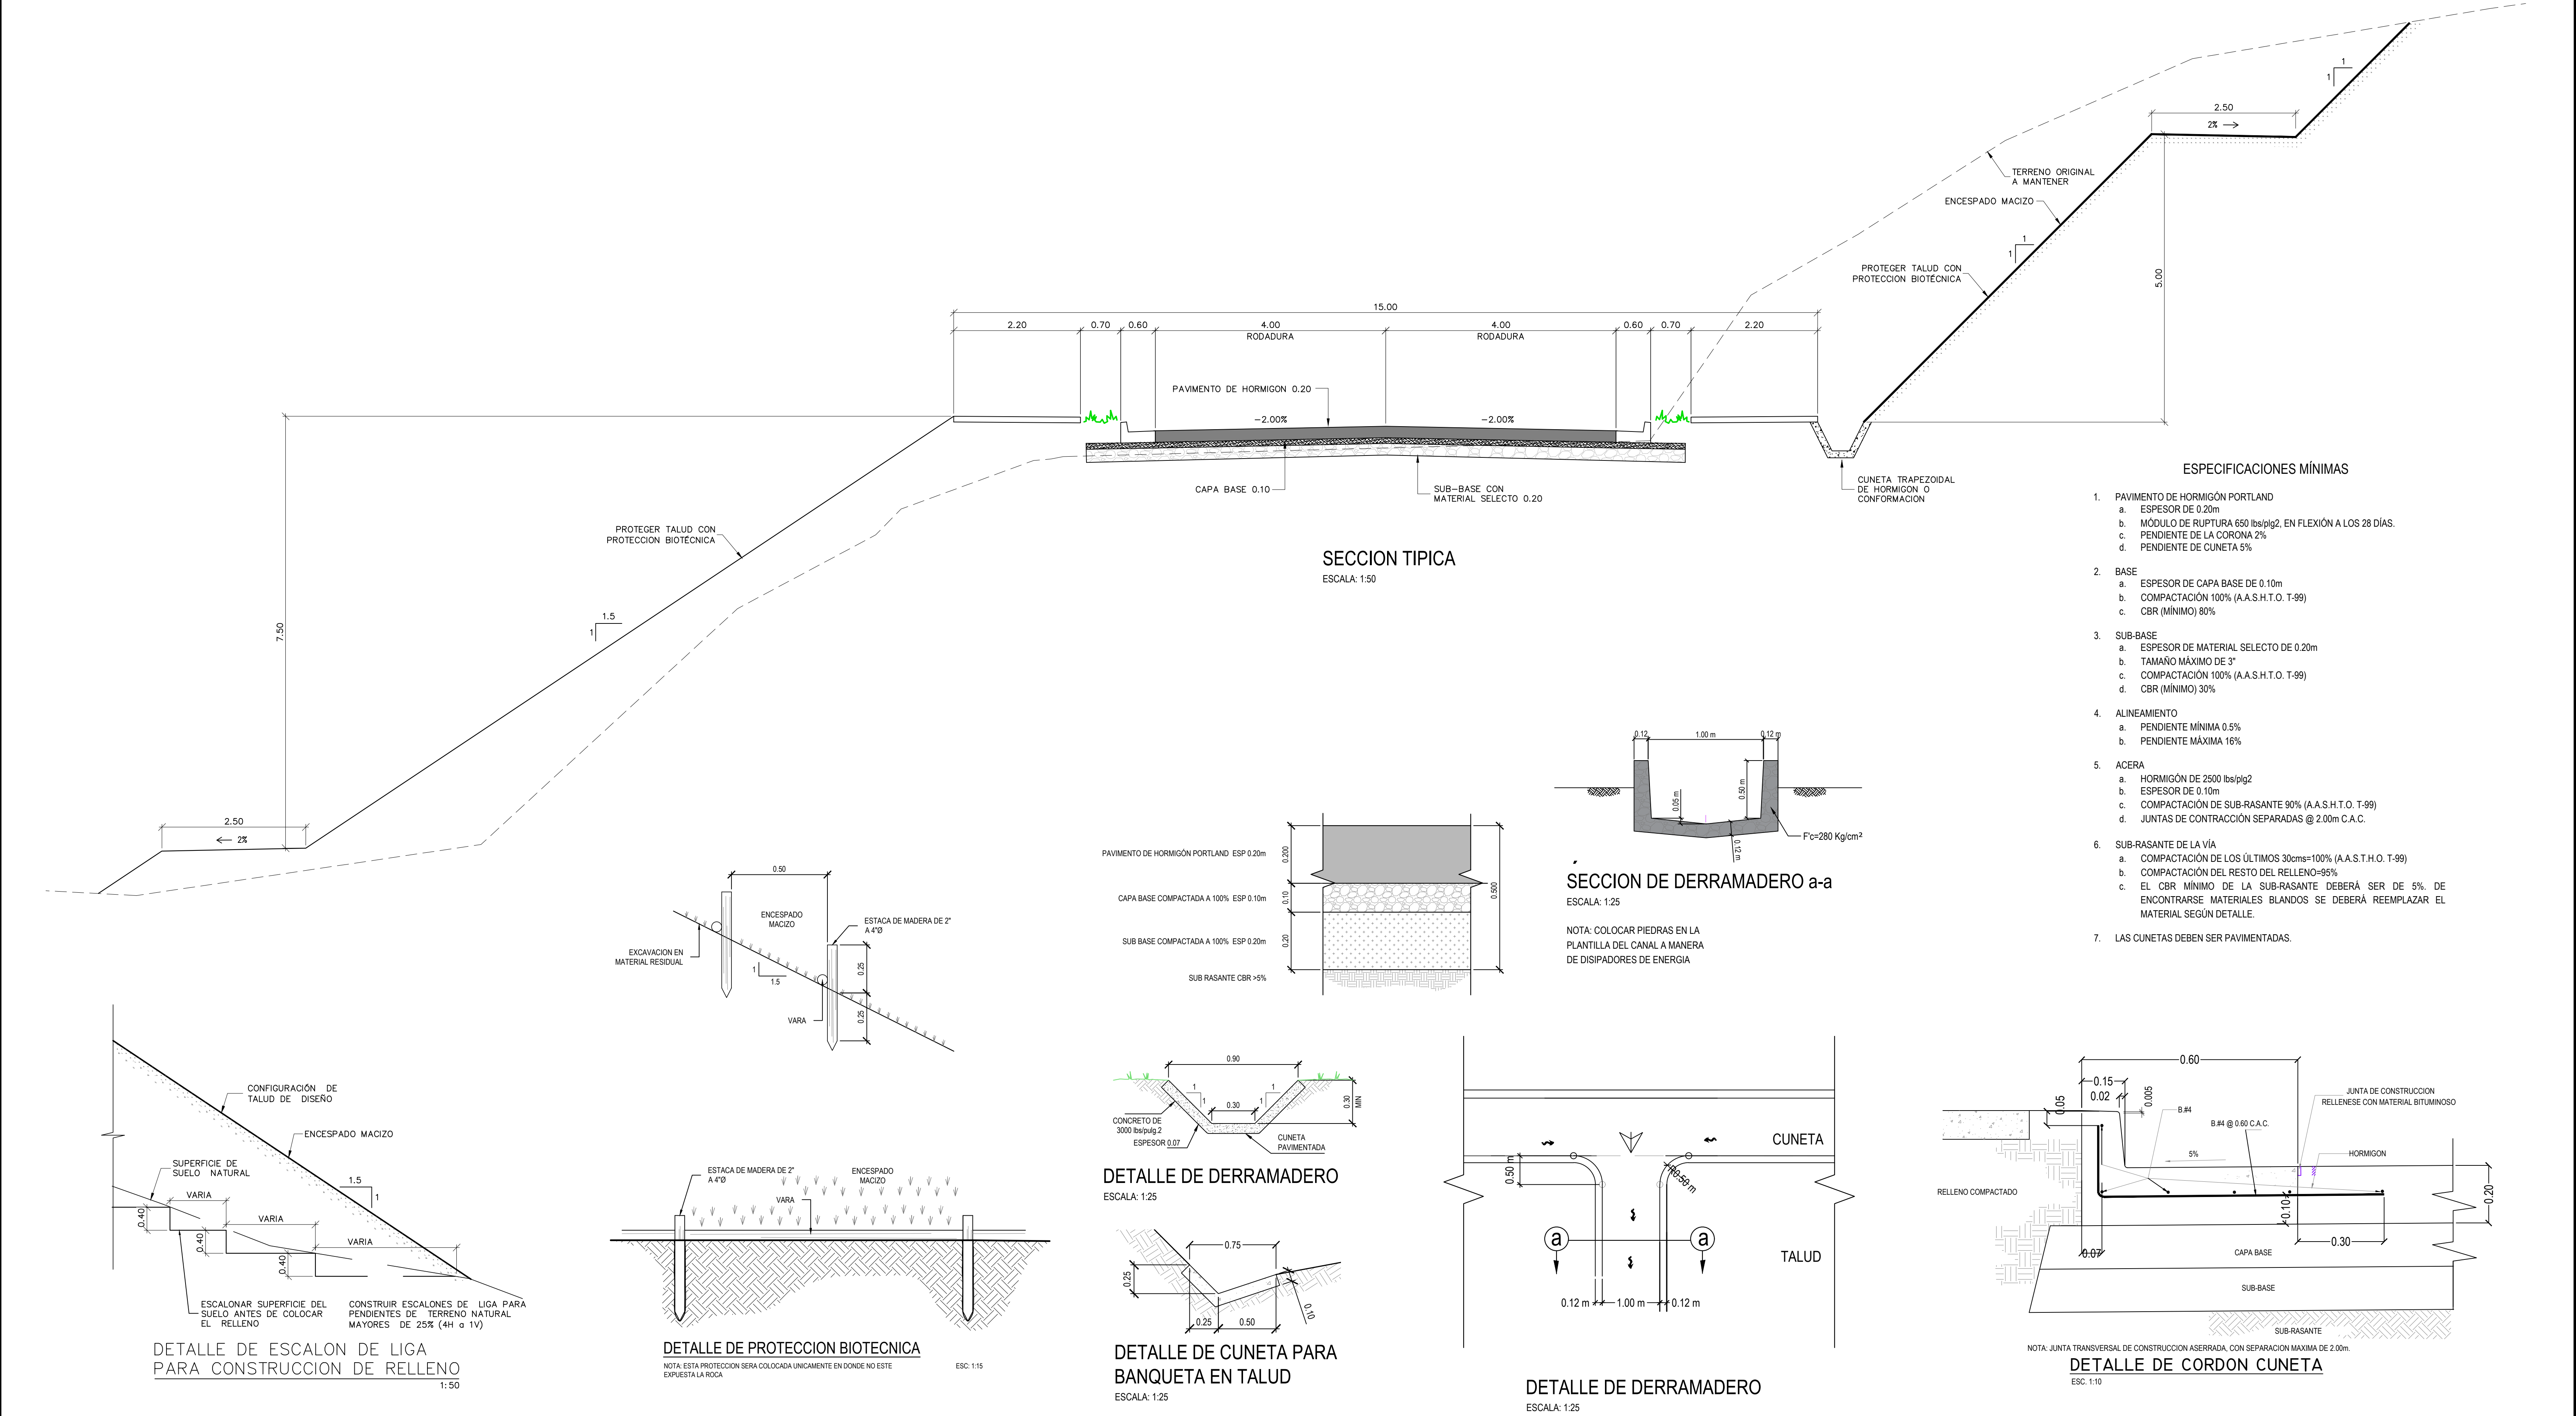 1
1
2.50
2%
TERRENO ORIGINAL
A MANTENER
ENCESPADO MACIZO
1
1
PROTEGER TALUD CON
PROTECCION BIOTÉCNICA
5.00
15.00
2.20
0.70
0.60
4.00
RODADURA
4.00
RODADURA
0.60
0.70
2.20
PAVIMENTO DE HORMIGON 0.20
-2.00%
-2.00%
CAPA BASE 0.10
SUB-BASE CON
MATERIAL SELECTO 0.20
CUNETA TRAPEZOIDAL
DE HORMIGON O
CONFORMACION
PROTEGER TALUD CON
PROTECCION BIOTÉCNICA
7.50
1.5
1
2.50
2%
SECCION TIPICA
ESCALA: 1:50
ESPECIFICACIONES MÍNIMAS
1. PAVIMENTO DE HORMIGÓN PORTLAND
a. ESPESOR DE 0.20m
b. MÓDULO DE RUPTURA 650 lbs/plg2, EN FLEXIÓN A LOS 28 DÍAS.
c. PENDIENTE DE LA CORONA 2%
d. PENDIENTE DE CUNETA 5%
2. BASE
a. ESPESOR DE CAPA BASE DE 0.10m
b. COMPACTACIÓN 100% (A.A.S.H.T.O. T-99)
c. CBR (MÍNIMO) 80%
3. SUB-BASE
a. ESPESOR DE MATERIAL SELECTO DE 0.20m
b. TAMAÑO MÁXIMO DE 3"
c. COMPACTACIÓN 100% (A.A.S.H.T.O. T-99)
d. CBR (MÍNIMO) 30%
4. ALINEAMIENTO
a. PENDIENTE MÍNIMA 0.5%
b. PENDIENTE MÁXIMA 16%
5. ACERA
a. HORMIGÓN DE 2500 lbs/plg2
b. ESPESOR DE 0.10m
c. COMPACTACIÓN DE SUB-RASANTE 90% (A.A.S.H.T.O. T-99)
d. JUNTAS DE CONTRACCIÓN SEPARADAS @ 2.00m C.A.C.
6. SUB-RASANTE DE LA VÍA
a. COMPACTACIÓN DE LOS ÚLTIMOS 30cms=100% (A.A.S.T.H.O. T-99)
b. COMPACTACIÓN DEL RESTO DEL RELLENO=95%
c. EL CBR MÍNIMO DE LA SUB-RASANTE DEBERÁ SER DE 5%. DE
ENCONTRARSE MATERIALES BLANDOS SE DEBERÁ REEMPLAZAR EL
MATERIAL SEGÚN DETALLE.
7. LAS CUNETAS DEBEN SER PAVIMENTADAS.
0.12
1.00 m
0.12 m
0.05 m
0.50 m
0.12 m
F'c=280 Kg/cm²
SECCION DE DERRAMADERO a-a
ESCALA: 1:25
NOTA: COLOCAR PIEDRAS EN LA
PLANTILLA DEL CANAL A MANERA
DE DISIPADORES DE ENERGIA
PAVIMENTO DE HORMIGÓN PORTLAND ESP 0.20m
0.200
CAPA BASE COMPACTADA A 100% ESP 0.10m
0.10
SUB BASE COMPACTADA A 100% ESP 0.20m
0.20
0.500
SUB RASANTE CBR >5%
0.50
ENCESPADO
MACIZO
ESTACA DE MADERA DE 2"
A 4"Ø
EXCAVACION EN
MATERIAL RESIDUAL
1
1.5
0.25
0.25
VARA
CONFIGURACIÓN DE
TALUD DE DISEÑO
ENCESPADO MACIZO
SUPERFICIE DE
SUELO NATURAL
1.5
1
VARIA
VARIA
VARIA
0.40
0.40
0.40
ESCALONAR SUPERFICIE DEL
SUELO ANTES DE COLOCAR
EL RELLENO
CONSTRUIR ESCALONES DE LIGA PARA
PENDIENTES DE TERRENO NATURAL
MAYORES DE 25% (4H a 1V)
DETALLE DE ESCALON DE LIGA
PARA CONSTRUCCION DE RELLENO
1:50
ESTACA DE MADERA DE 2"
A 4"Ø
ENCESPADO
MACIZO
VARA
DETALLE DE PROTECCION BIOTECNICA
NOTA: ESTA PROTECCION SERA COLOCADA UNICAMENTE EN DONDE NO ESTE
EXPUESTA LA ROCA
ESC: 1:15
0.90
1
1
1
1
0.30
0.30
MIN
CONCRETO DE
3000 lbs/pulg.2
ESPESOR 0.07
CUNETA
PAVIMENTADA
DETALLE DE DERRAMADERO
ESCALA: 1:25
0.75
0.25
0.25
0.50
0.10
DETALLE DE CUNETA PARA
BANQUETA EN TALUD
ESCALA: 1:25
CUNETA
0.50 m
R0.50 m
a
a
TALUD
0.12 m
1.00 m
0.12 m
DETALLE DE DERRAMADERO
ESCALA: 1:25
0.60
0.15
0.02
0.05
0.005
JUNTA DE CONSTRUCCION
RELLENESE CON MATERIAL BITUMINOSO
B.#4
B.#4 @ 0.60 C.A.C.
5%
HORMIGON
RELLENO COMPACTADO
0.10
0.20
0.30
0.07
CAPA BASE
SUB-BASE
SUB-RASANTE
NOTA: JUNTA TRANSVERSAL DE CONSTRUCCION ASERRADA, CON SEPARACION MAXIMA DE 2.00m.
DETALLE DE CORDON CUNETA
ESC. 1:10